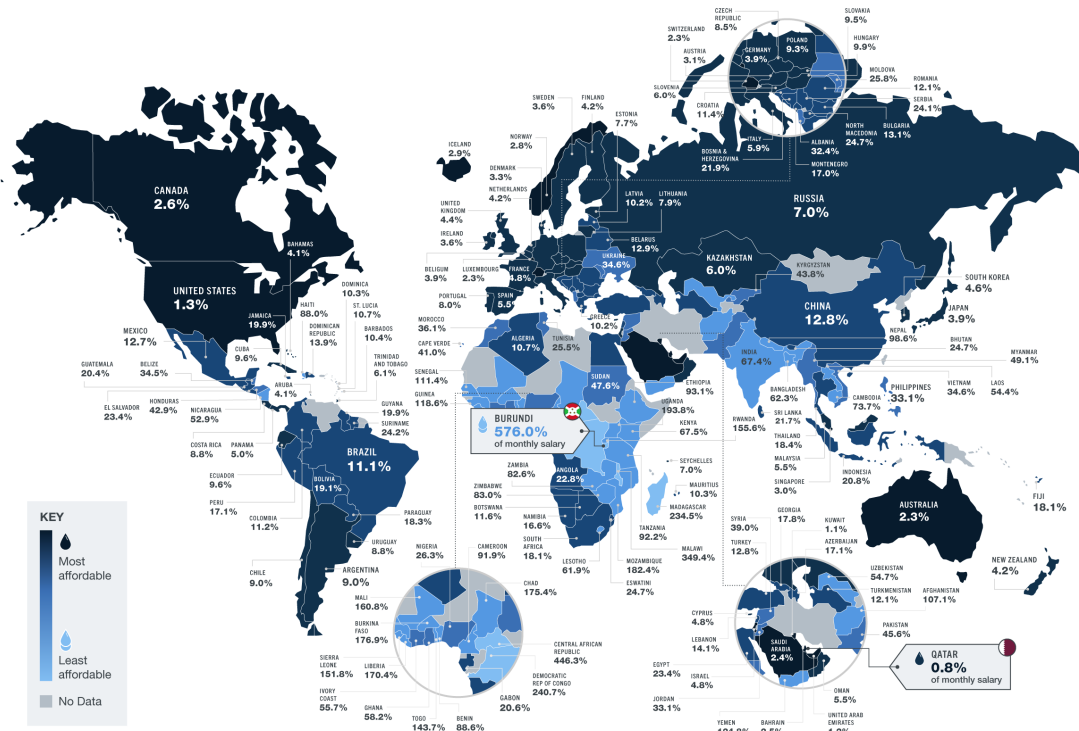 CZECH
REPUBLIC
8.5%
SLOVAKIA
9.5%
SWITZERLAND
2.3%
POLAND
9.3%
HUNGARY
9.9%
AUSTRIA
3.1%
GERMANY
3.9%
MOLDOVA
25.8%
ROMANIA
12.1%
SLOVENIA
6.0%
SERBIA
24.1%
CROATIA
11.4%
BULGARIA
13.1%
NORTH
MACEDONIA
24.7%
ITALY
5.9%
ALBANIA
32.4%
BOSNIA &
HERZEGOVINA
21.9%
MONTENEGRO
17.0%
SWEDEN
3.6%
FINLAND
4.2%
ESTONIA
7.7%
NORWAY
2.8%
ICELAND
2.9%
DENMARK
3.3%
NETHERLANDS
4.2%
LATVIA
10.2%
LITHUANIA
7.9%
UNITED
KINGDOM
4.4%
IRELAND
3.6%
BELARUS
12.9%
UKRAINE
34.6%
BELIGUM
3.9%
LUXEMBOURG
2.3%
FRANCE
4.8%
PORTUGAL
8.0%
SPAIN
5.5%
GREECE
10.2%
RUSSIA
7.0%
KAZAKHSTAN
6.0%
KYRGYZSTAN
43.8%
CHINA
12.8%
SOUTH KOREA
4.6%
JAPAN
3.9%
NEPAL
98.6%
BHUTAN
24.7%
MYANMAR
49.1%
INDIA
67.4%
BANGLADESH
62.3%
VIETNAM
34.6%
LAOS
54.4%
CAMBODIA
73.7%
PHILIPPINES
33.1%
SRI LANKA
21.7%
THAILAND
18.4%
MALAYSIA
5.5%
SINGAPORE
3.0%
INDONESIA
20.8%
AUSTRALIA
2.3%
FIJI
18.1%
NEW ZEALAND
4.2%
CANADA
2.6%
UNITED STATES
1.3%
BAHAMAS
4.1%
DOMINICA
10.3%
HAITI
88.0%
ST. LUCIA
10.7%
JAMAICA
19.9%
DOMINICAN
REPUBLIC
13.9%
BARBADOS
10.4%
MEXICO
12.7%
CUBA
9.6%
TRINIDAD
AND TOBAGO
6.1%
GUATEMALA
20.4%
BELIZE
34.5%
ARUBA
4.1%
EL SALVADOR
23.4%
HONDURAS
42.9%
NICARAGUA
52.9%
GUYANA
19.9%
SURINAME
24.2%
COSTA RICA
8.8%
PANAMA
5.0%
BRAZIL
11.1%
ECUADOR
9.6%
BOLIVIA
19.1%
PERU
17.1%
COLOMBIA
11.2%
PARAGUAY
18.3%
URUGUAY
8.8%
CHILE
9.0%
ARGENTINA
9.0%
MOROCCO
36.1%
ALGERIA
10.7%
TUNISIA
25.5%
CAPE VERDE
41.0%
SENEGAL
111.4%
GUINEA
118.6%
SUDAN
47.6%
ETHIOPIA
93.1%
UGANDA
193.8%
KENYA
67.5%
RWANDA
155.6%
BURUNDI
576.0%
of monthly salary
SEYCHELLES
7.0%
MAURITIUS
10.3%
MADAGASCAR
234.5%
ZAMBIA
82.6%
ANGOLA
22.8%
ZIMBABWE
83.0%
BOTSWANA
11.6%
NAMIBIA
16.6%
SOUTH
AFRICA
18.1%
TANZANIA
92.2%
MALAWI
349.4%
LESOTHO
61.9%
MOZAMBIQUE
182.4%
ESWATINI
24.7%
NIGERIA
26.3%
CAMEROON
91.9%
CHAD
175.4%
MALI
160.8%
BURKINA
FASO
176.9%
CENTRAL AFRICAN
REPUBLIC
446.3%
SIERRA
LEONE
151.8%
LIBERIA
170.4%
DEMOCRATIC
REP OF CONGO
240.7%
IVORY
COAST
55.7%
GHANA
58.2%
TOGO
143.7%
BENIN
88.6%
GABON
20.6%
SYRIA
39.0%
GEORGIA
17.8%
KUWAIT
1.1%
TURKEY
12.8%
AZERBAIJAN
17.1%
UZBEKISTAN
54.7%
TURKMENISTAN
12.1%
AFGHANISTAN
107.1%
CYPRUS
4.8%
PAKISTAN
45.6%
LEBANON
14.1%
SAUDI
ARABIA
2.4%
EGYPT
23.4%
ISRAEL
4.8%
JORDAN
33.1%
OMAN
5.5%
YEMEN
BAHRAIN
UNITED ARAB
EMIRATES
QATAR
0.8%
of monthly salary
KEY
Most
affordable
Least
affordable
No Data